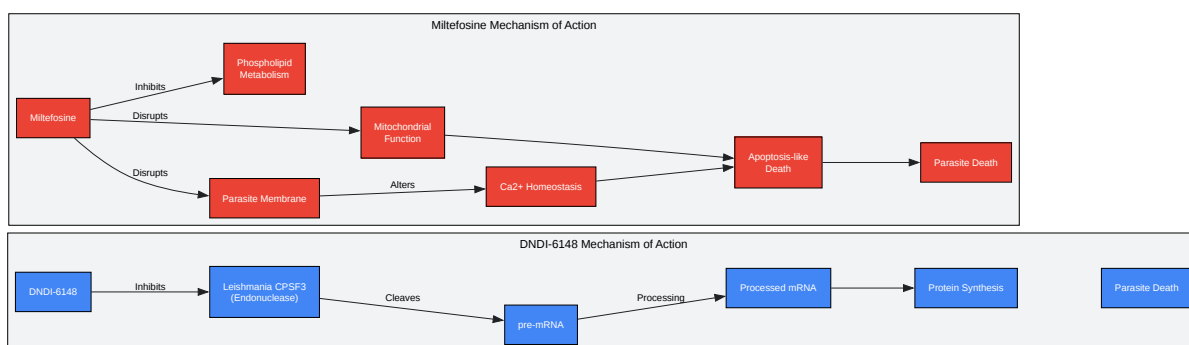 Miltefosine Mechanism of Action
Phospholipid
Metabolism
Inhibits
Miltefosine
Disrupts
Mitochondrial
Function
Apoptosis-like
Death
Parasite Death
Disrupts
Alters
Ca2+ Homeostasis
Parasite Membrane
DNDI-6148 Mechanism of Action
DNDI-6148
Inhibits
Leishmania CPSF3
(Endonuclease)
Cleaves
pre-mRNA
Processing
Processed mRNA
Protein Synthesis
Parasite Death